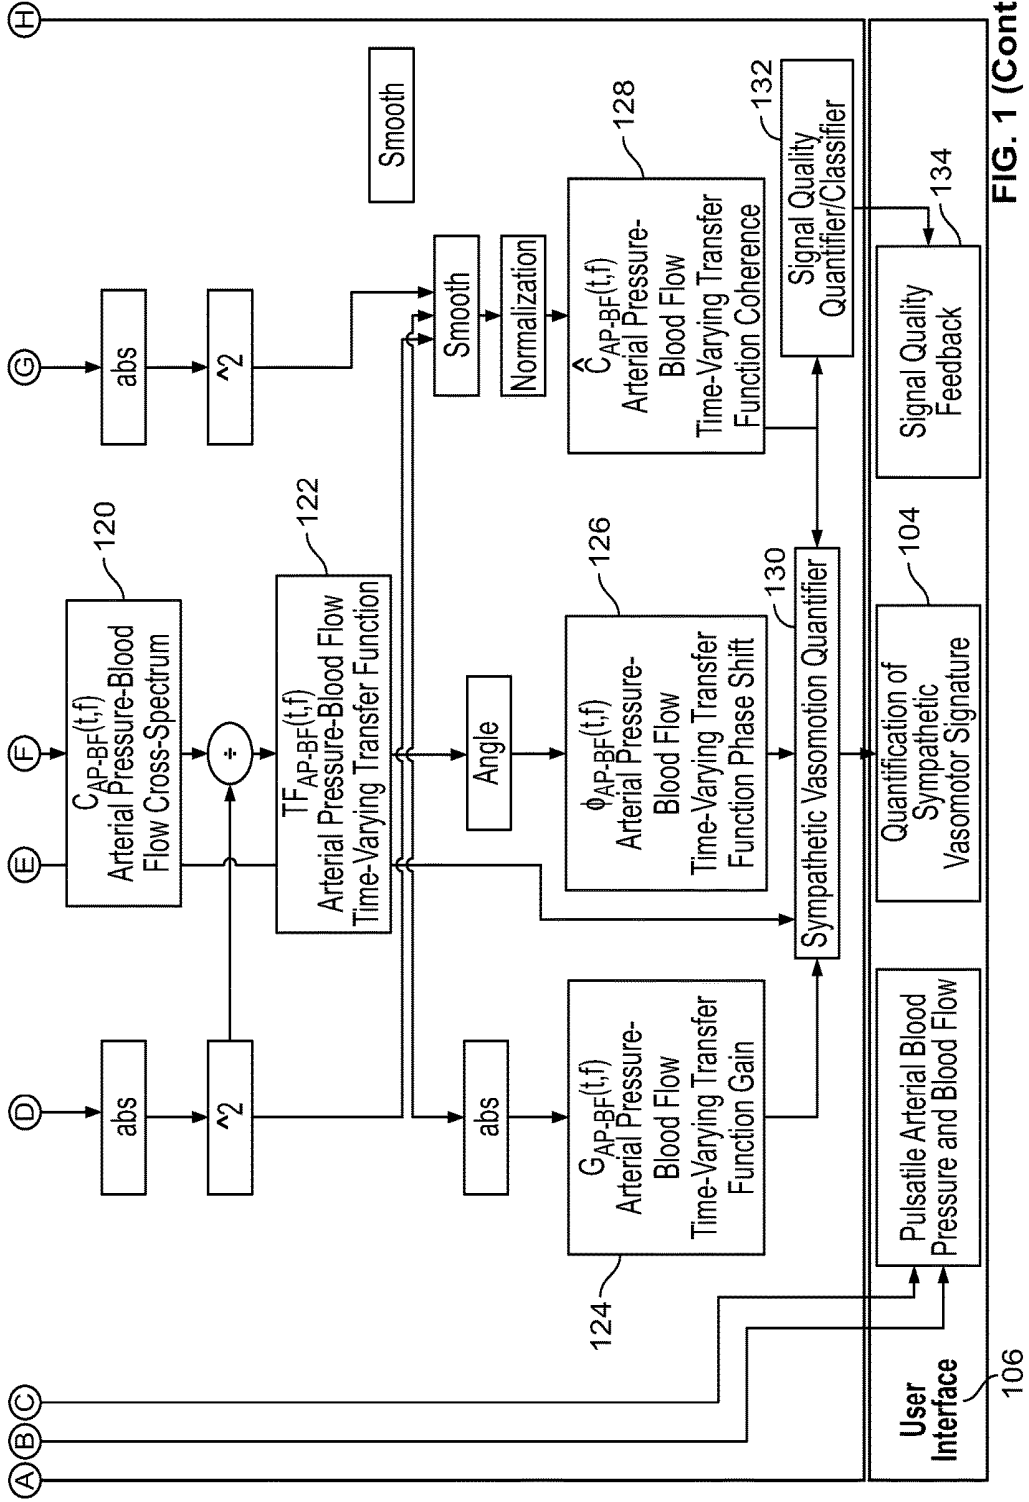 A
B
C
D
E
F
G
H
abs
^2
C_AP-BF(t,f)
Arterial Pressure-Blood
Flow Cross-Spectrum
120
÷
abs
^2
TF_AP-BF(t,f)
Arterial Pressure-Blood Flow
Time-Varying Transfer Function
122
Smooth
Smooth
Normalization
abs
Angle
G_AP-BF(t,f)
Arterial Pressure-
Blood Flow
Time-Varying Transfer
Function Gain
124
ϕ_AP-BF(t,f)
Arterial Pressure-
Blood Flow
Time-Varying Transfer
Function Phase Shift
126
Ĉ_AP-BF(t,f)
Arterial Pressure-
Blood Flow
Time-Varying Transfer
Function Coherence
128
Sympathetic Vasomotion Quantifier
130
Signal Quality
Quantifier/Classifier
132
User
Interface
106
Pulsatile Arterial Blood
Pressure and Blood Flow
Quantification of
Sympathetic
Vasomotor Signature
104
Signal Quality
Feedback
134
FIG. 1 (Cont